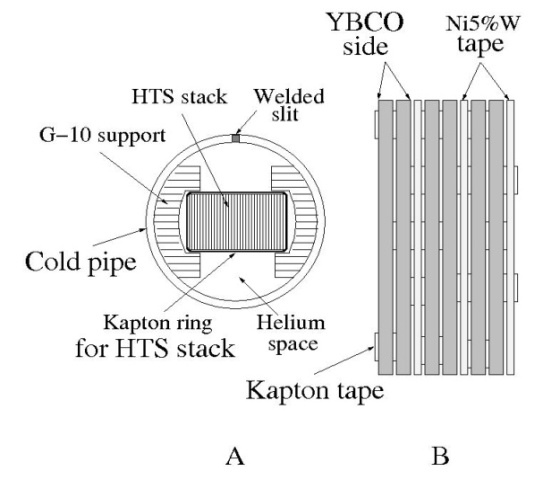 HTS stack
Welded
slit
G−10 support
Cold pipe
Kapton ring
for HTS stack
Helium
space
A
YBCO
side
Ni5%W
tape
Kapton tape
B